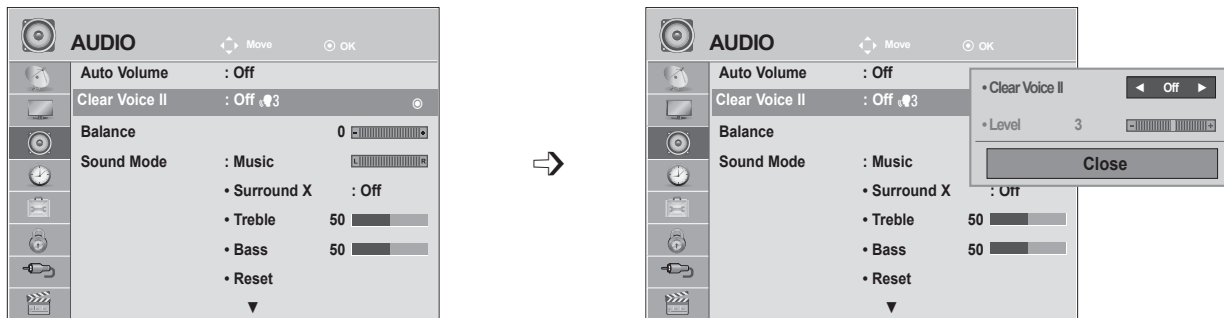 AUDIO Move OK
Auto Volume : Off
Clear Voice II : Off 3
Balance 0 - +
Sound Mode : Music L R
• Surround X : Off
• Treble 50
• Bass 50
• Reset
▼
AUDIO Move OK
Auto Volume : Off
Clear Voice II : Off 3
Balance
Sound Mode : Music
• Surround X : Off
• Treble 50
• Bass 50
• Reset
▼
• Clear Voice II ◄ Off ►
• Level 3 - +
Close